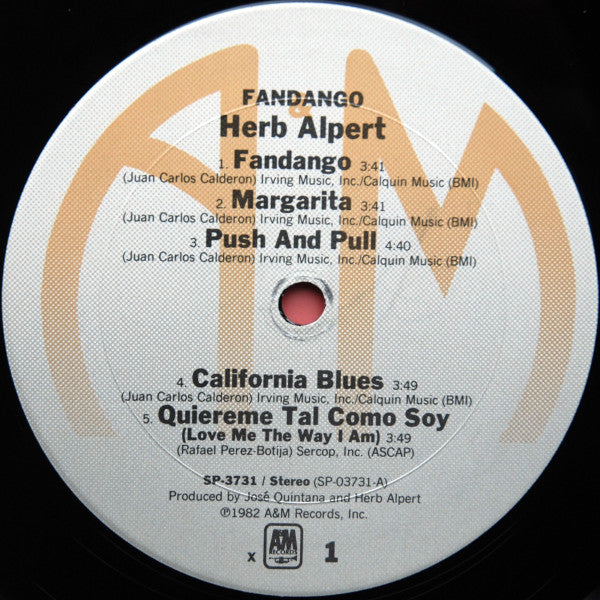 A&M
FANDANGO
Herb Alpert
1. Fandango 3:41
(Juan Carlos Calderon) Irving Music, Inc./Calquin Music (BMI)
2. Margarita 3:41
(Juan Carlos Calderon) Irving Music, Inc./Calquin Music (BMI)
3. Push And Pull 4:40
(Juan Carlos Calderon) Irving Music, Inc./Calquin Music (BMI)
4. California Blues 3:49
(Juan Carlos Calderon) Irving Music, Inc./Calquin Music (BMI)
5. Quiereme Tal Como Soy
(Love Me The Way I Am) 3:49
(Rafael Perez-Botija) Sercop, Inc. (ASCAP)
SP-3731 / Stereo (SP-03731-A)
Produced by José Quintana and Herb Alpert
℗1982 A&M Records, Inc.
x A&M RECORDS 1